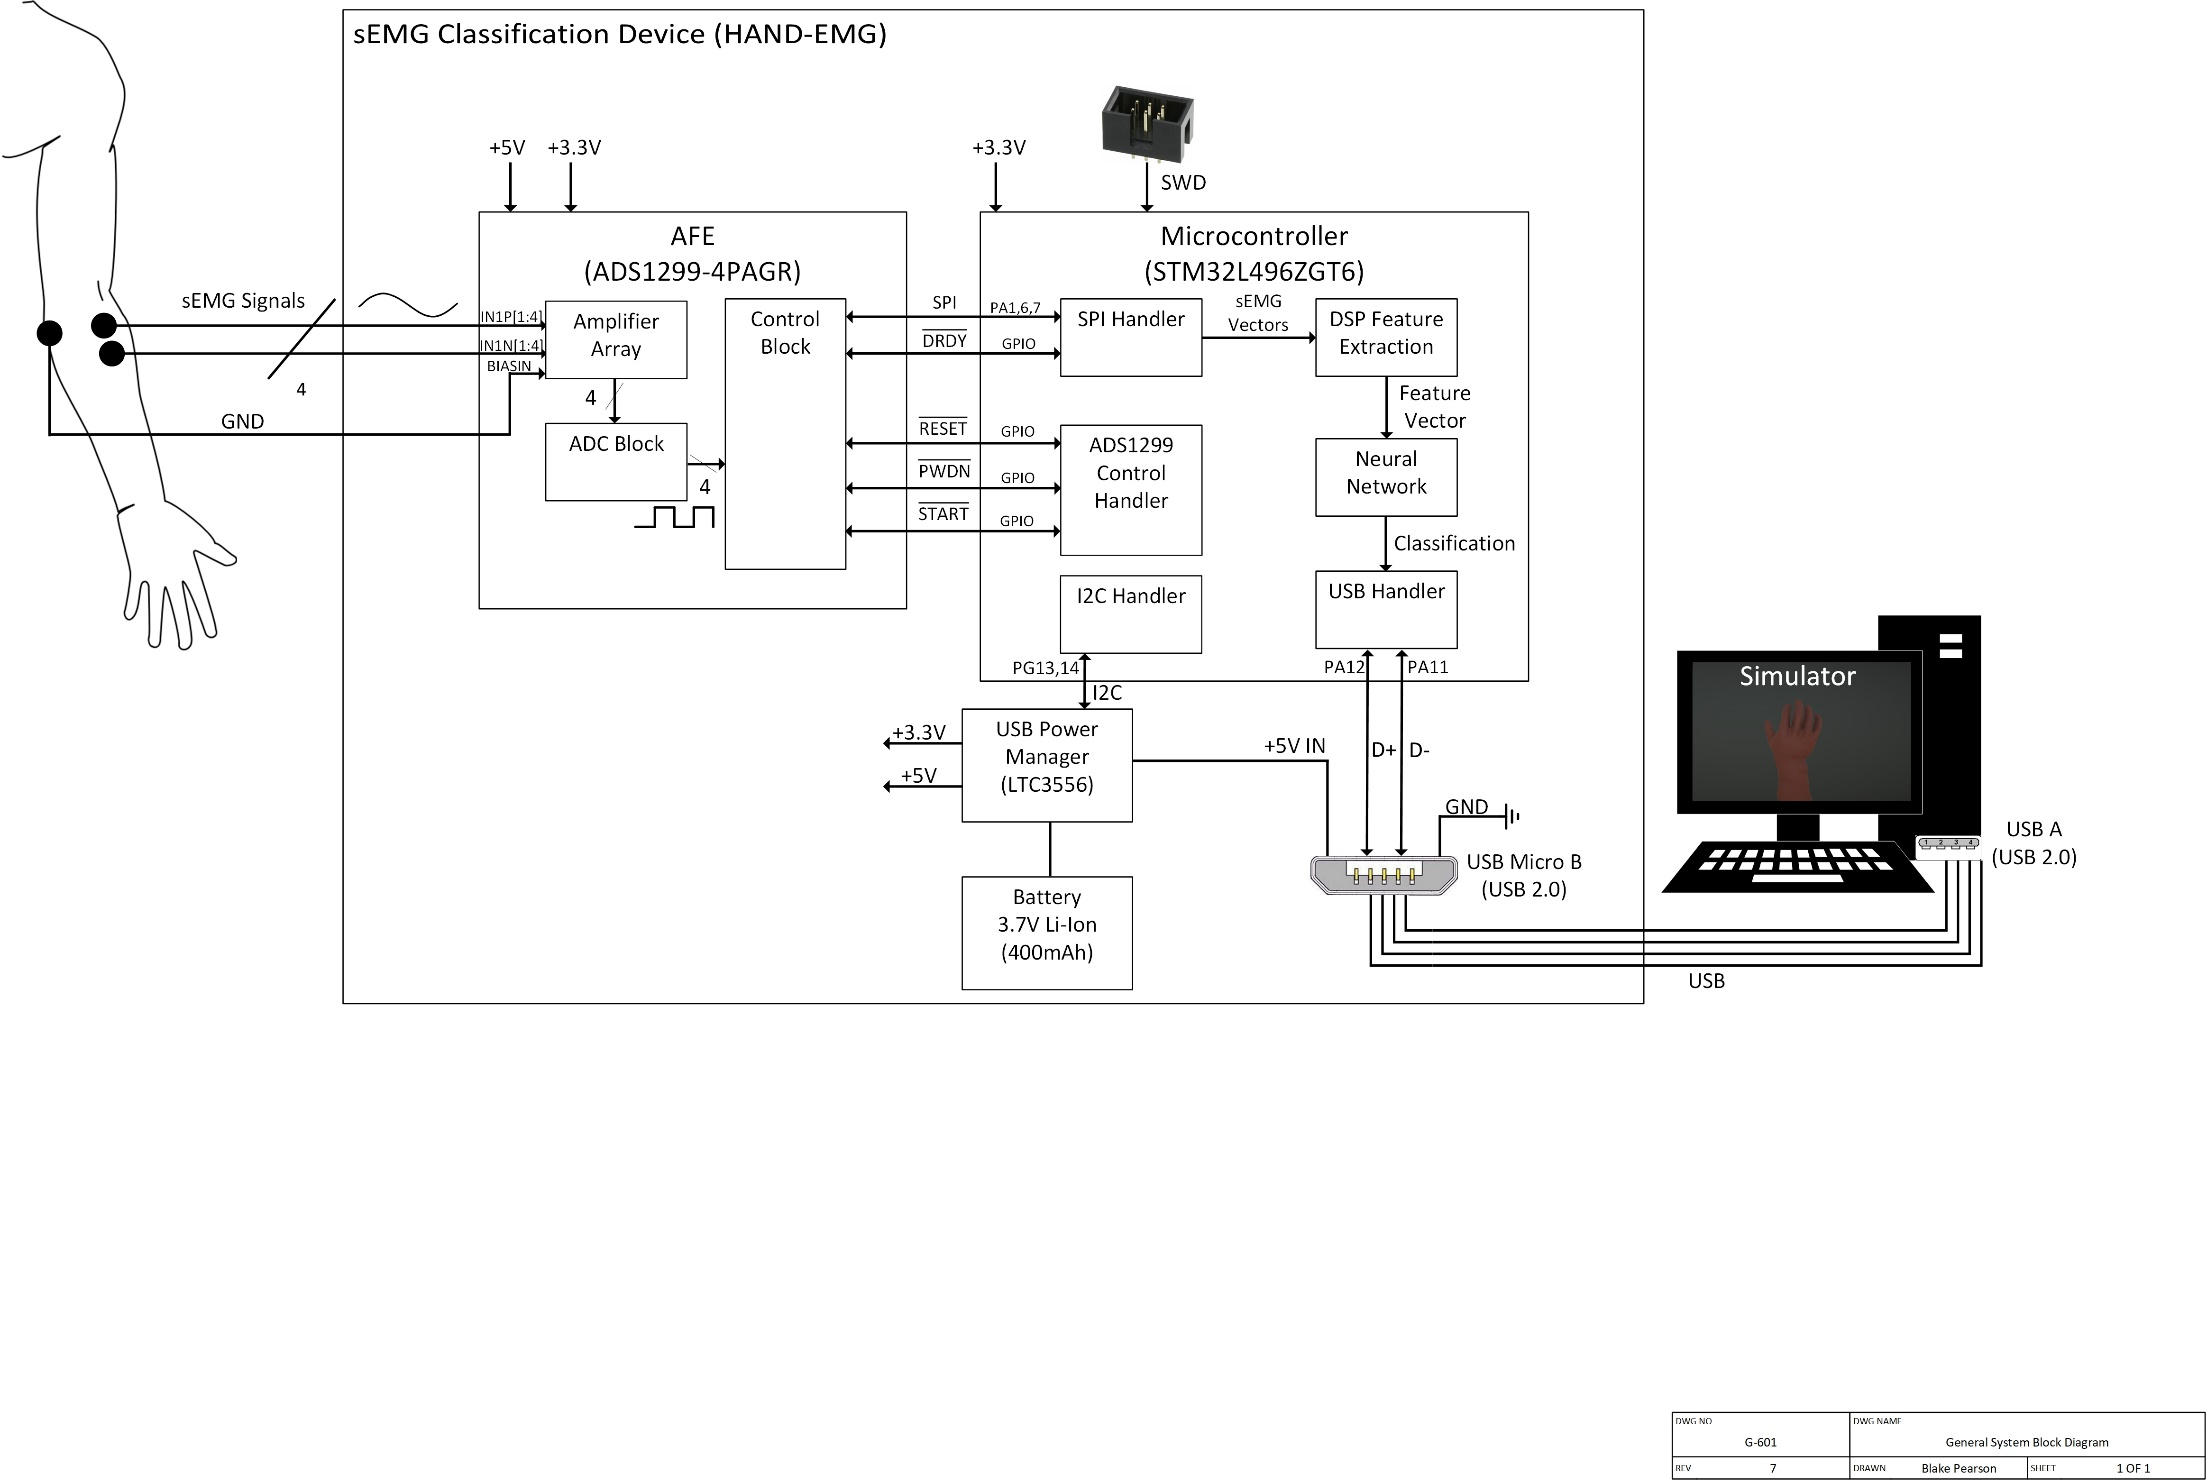 sEMG Classification Device (HAND-EMG)
+5V
+3.3V
+3.3V
SWD
AFE
(ADS1299-4PAGR)
Microcontroller
(STM32L496ZGT6)
sEMG Signals
4
GND
IN1P[1:4]
IN1N[1:4]
BIASIN
Amplifier
Array
4
ADC Block
4
Control
Block
SPI
PA1,6,7
DRDY
GPIO
RESET
GPIO
PWDN
GPIO
START
GPIO
SPI Handler
sEMG
Vectors
DSP Feature
Extraction
Feature
Vector
ADS1299
Control
Handler
Neural
Network
Classification
I2C Handler
USB Handler
PG13,14
I2C
PA12
PA11
USB Power
Manager
(LTC3556)
+3.3V
+5V
+5V IN
D+
D-
GND
USB Micro B
(USB 2.0)
Battery
3.7V Li-Ion
(400mAh)
Simulator
1 2 3 4
USB A
(USB 2.0)
USB
DWG NO
G-601
DWG NAME
General System Block Diagram
REV
7
DRAWN
Blake Pearson
SHEET
1 OF 1